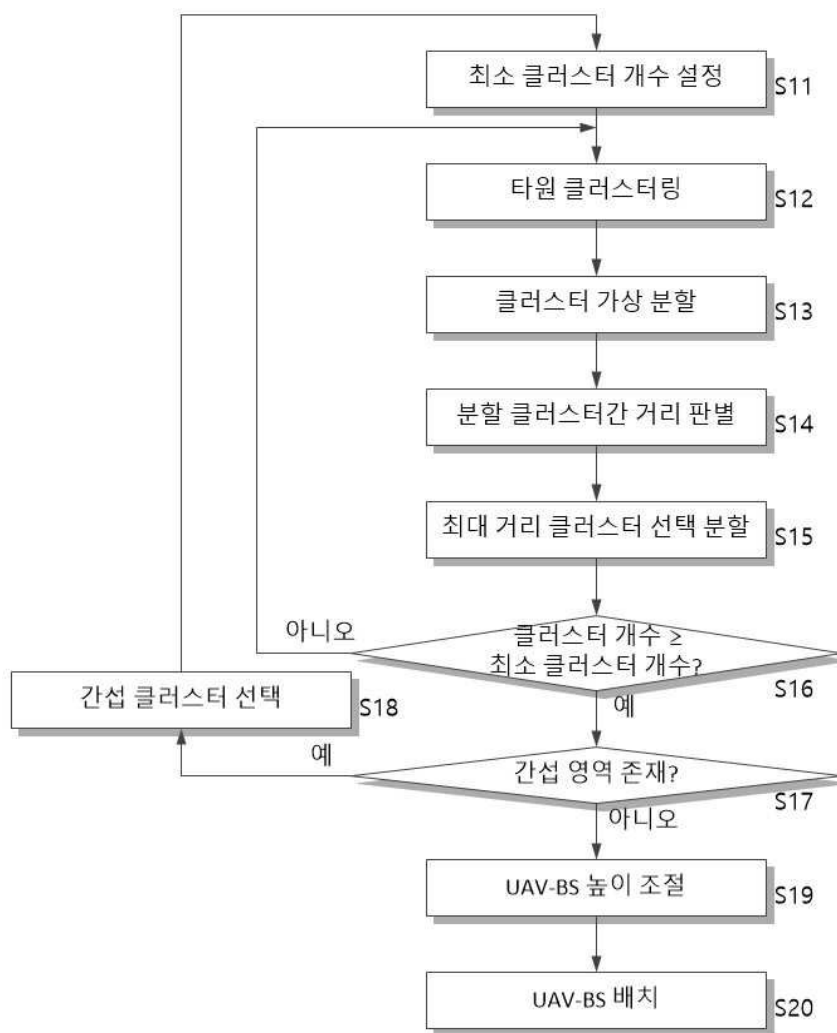 최소 클러스터 개수 설정
S11
타원 클러스터링
S12
클러스터 가상 분할
S13
분할 클러스터간 거리 판별
S14
최대 거리 클러스터 선택 분할
S15
아니오
클러스터 개수 ≥
최소 클러스터 개수?
S16
예
간섭 클러스터 선택
S18
예
간섭 영역 존재?
S17
아니오
UAV-BS 높이 조절
S19
UAV-BS 배치
S20